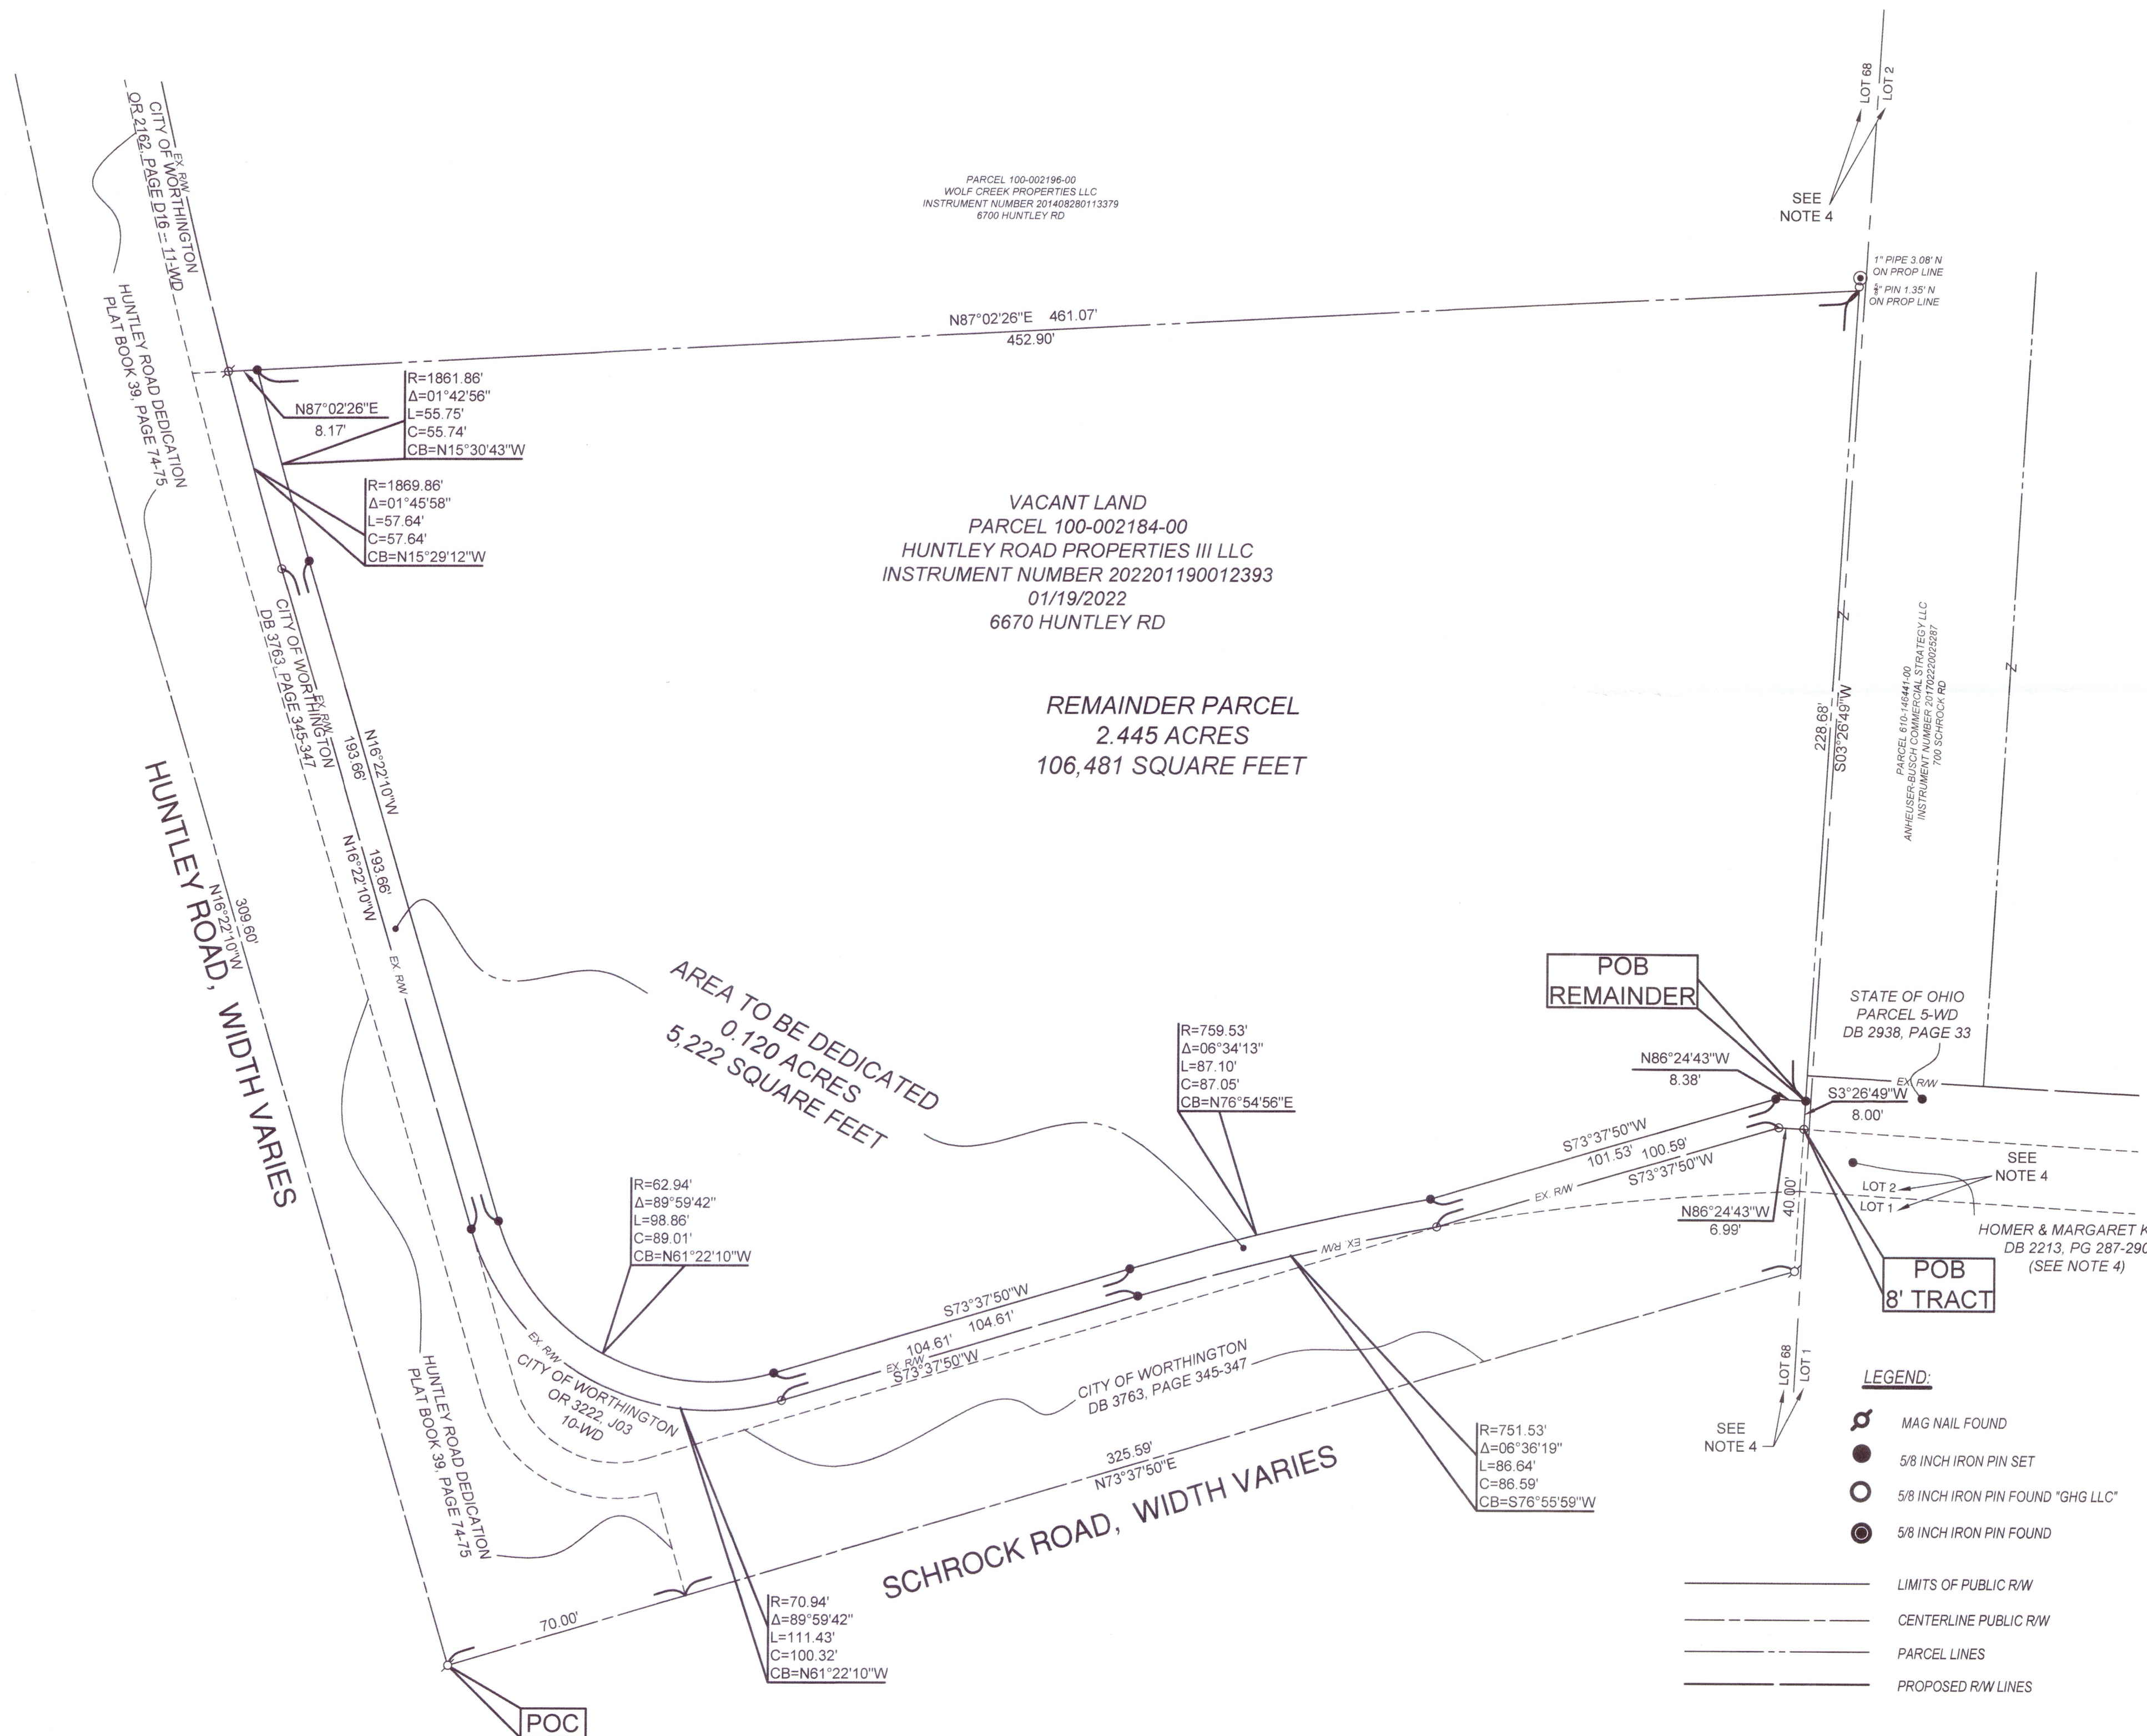 LOT 68
LOT 2
SEE
NOTE 4
CITY OF WORTHINGTON
OR 2162, PAGE D16 - 11-WD
EX. R/W
PARCEL 100-002196-00
WOLF CREEK PROPERTIES LLC
INSTRUMENT NUMBER 201408280113379
6700 HUNTLEY RD
1" PIPE 3.08' N
ON PROP LINE
5/8" PIN 1.35' N
ON PROP LINE
HUNTLEY ROAD DEDICATION
PLAT BOOK 39, PAGE 74-75
N87°02'26"E 461.07'
452.90'
N87°02'26"E
8.17'
R=1861.86'
Δ=01°42'56"
L=55.75'
C=55.74'
CB=N15°30'43"W
R=1869.86'
Δ=01°45'58"
L=57.64'
C=57.64'
CB=N15°29'12"W
VACANT LAND
PARCEL 100-002184-00
HUNTLEY ROAD PROPERTIES III LLC
INSTRUMENT NUMBER 202201190012393
01/19/2022
6670 HUNTLEY RD
REMAINDER PARCEL
2.445 ACRES
106,481 SQUARE FEET
CITY OF WORTHINGTON
DB 3763, PAGE 345-347
EX. R/W
N16°22'10"W
193.66'
193.66'
N16°22'10"W
EX. R/W
228.68'
S03°26'49"W
Z
Z
PARCEL 610-146441-00
ANHEUSER-BUSCH COMMERCIAL STRATEGY LLC
INSTRUMENT NUMBER 201702220025287
700 SCHROCK RD
HUNTLEY ROAD, WIDTH VARIES
309.60'
N16°22'10"W
AREA TO BE DEDICATED
0.120 ACRES
5,222 SQUARE FEET
POB
REMAINDER
STATE OF OHIO
PARCEL 5-WD
DB 2938, PAGE 33
N86°24'43"W
8.38'
EX. R/W
S3°26'49"W
8.00'
R=759.53'
Δ=06°34'13"
L=87.10'
C=87.05'
CB=N76°54'56"E
S73°37'50"W
101.53' 100.59'
S73°37'50"W
EX. R/W
SEE
NOTE 4
LOT 2
LOT 1
40.00'
N86°24'43"W
6.99'
HOMER & MARGARET K
DB 2213, PG 287-290
(SEE NOTE 4)
POB
8' TRACT
R=62.94'
Δ=89°59'42"
L=98.86'
C=89.01'
CB=N61°22'10"W
EX. R/W
S73°37'50"W
104.61' 104.61'
EX. R/W
S73°37'50"W
EX. R/W
CITY OF WORTHINGTON
OR 3222, J03
10-WD
CITY OF WORTHINGTON
DB 3763, PAGE 345-347
HUNTLEY ROAD DEDICATION
PLAT BOOK 39, PAGE 74-75
325.59'
N73°37'50"E
SCHROCK ROAD, WIDTH VARIES
R=751.53'
Δ=06°36'19"
L=86.64'
C=86.59'
CB=S76°55'59"W
LOT 68
LOT 1
SEE
NOTE 4
R=70.94'
Δ=89°59'42"
L=111.43'
C=100.32'
CB=N61°22'10"W
70.00'
POC
LEGEND:
MAG NAIL FOUND
5/8 INCH IRON PIN SET
5/8 INCH IRON PIN FOUND "GHG LLC"
5/8 INCH IRON PIN FOUND
LIMITS OF PUBLIC R/W
CENTERLINE PUBLIC R/W
PARCEL LINES
PROPOSED R/W LINES